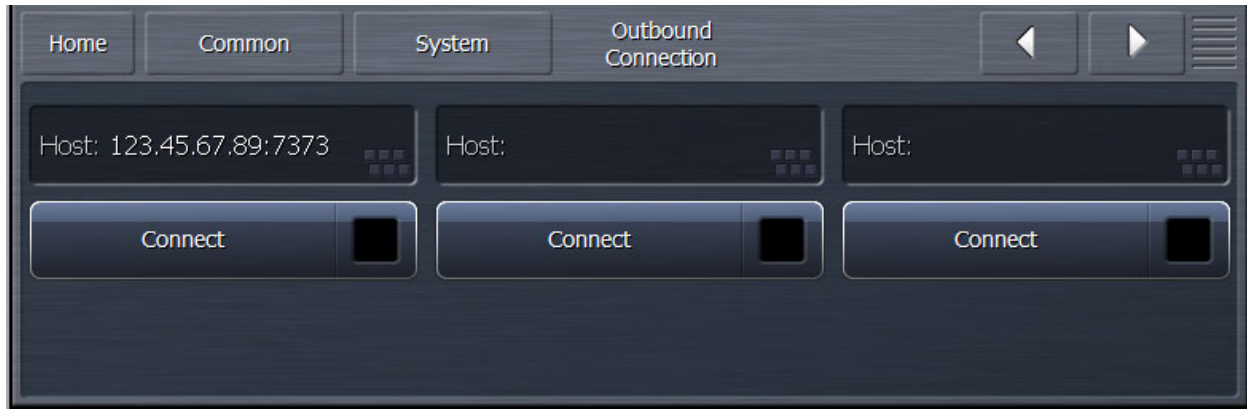 Home
Common
System
Outbound
Connection
Host: 123.45.67.89:7373
Host:
Host:
Connect
Connect
Connect